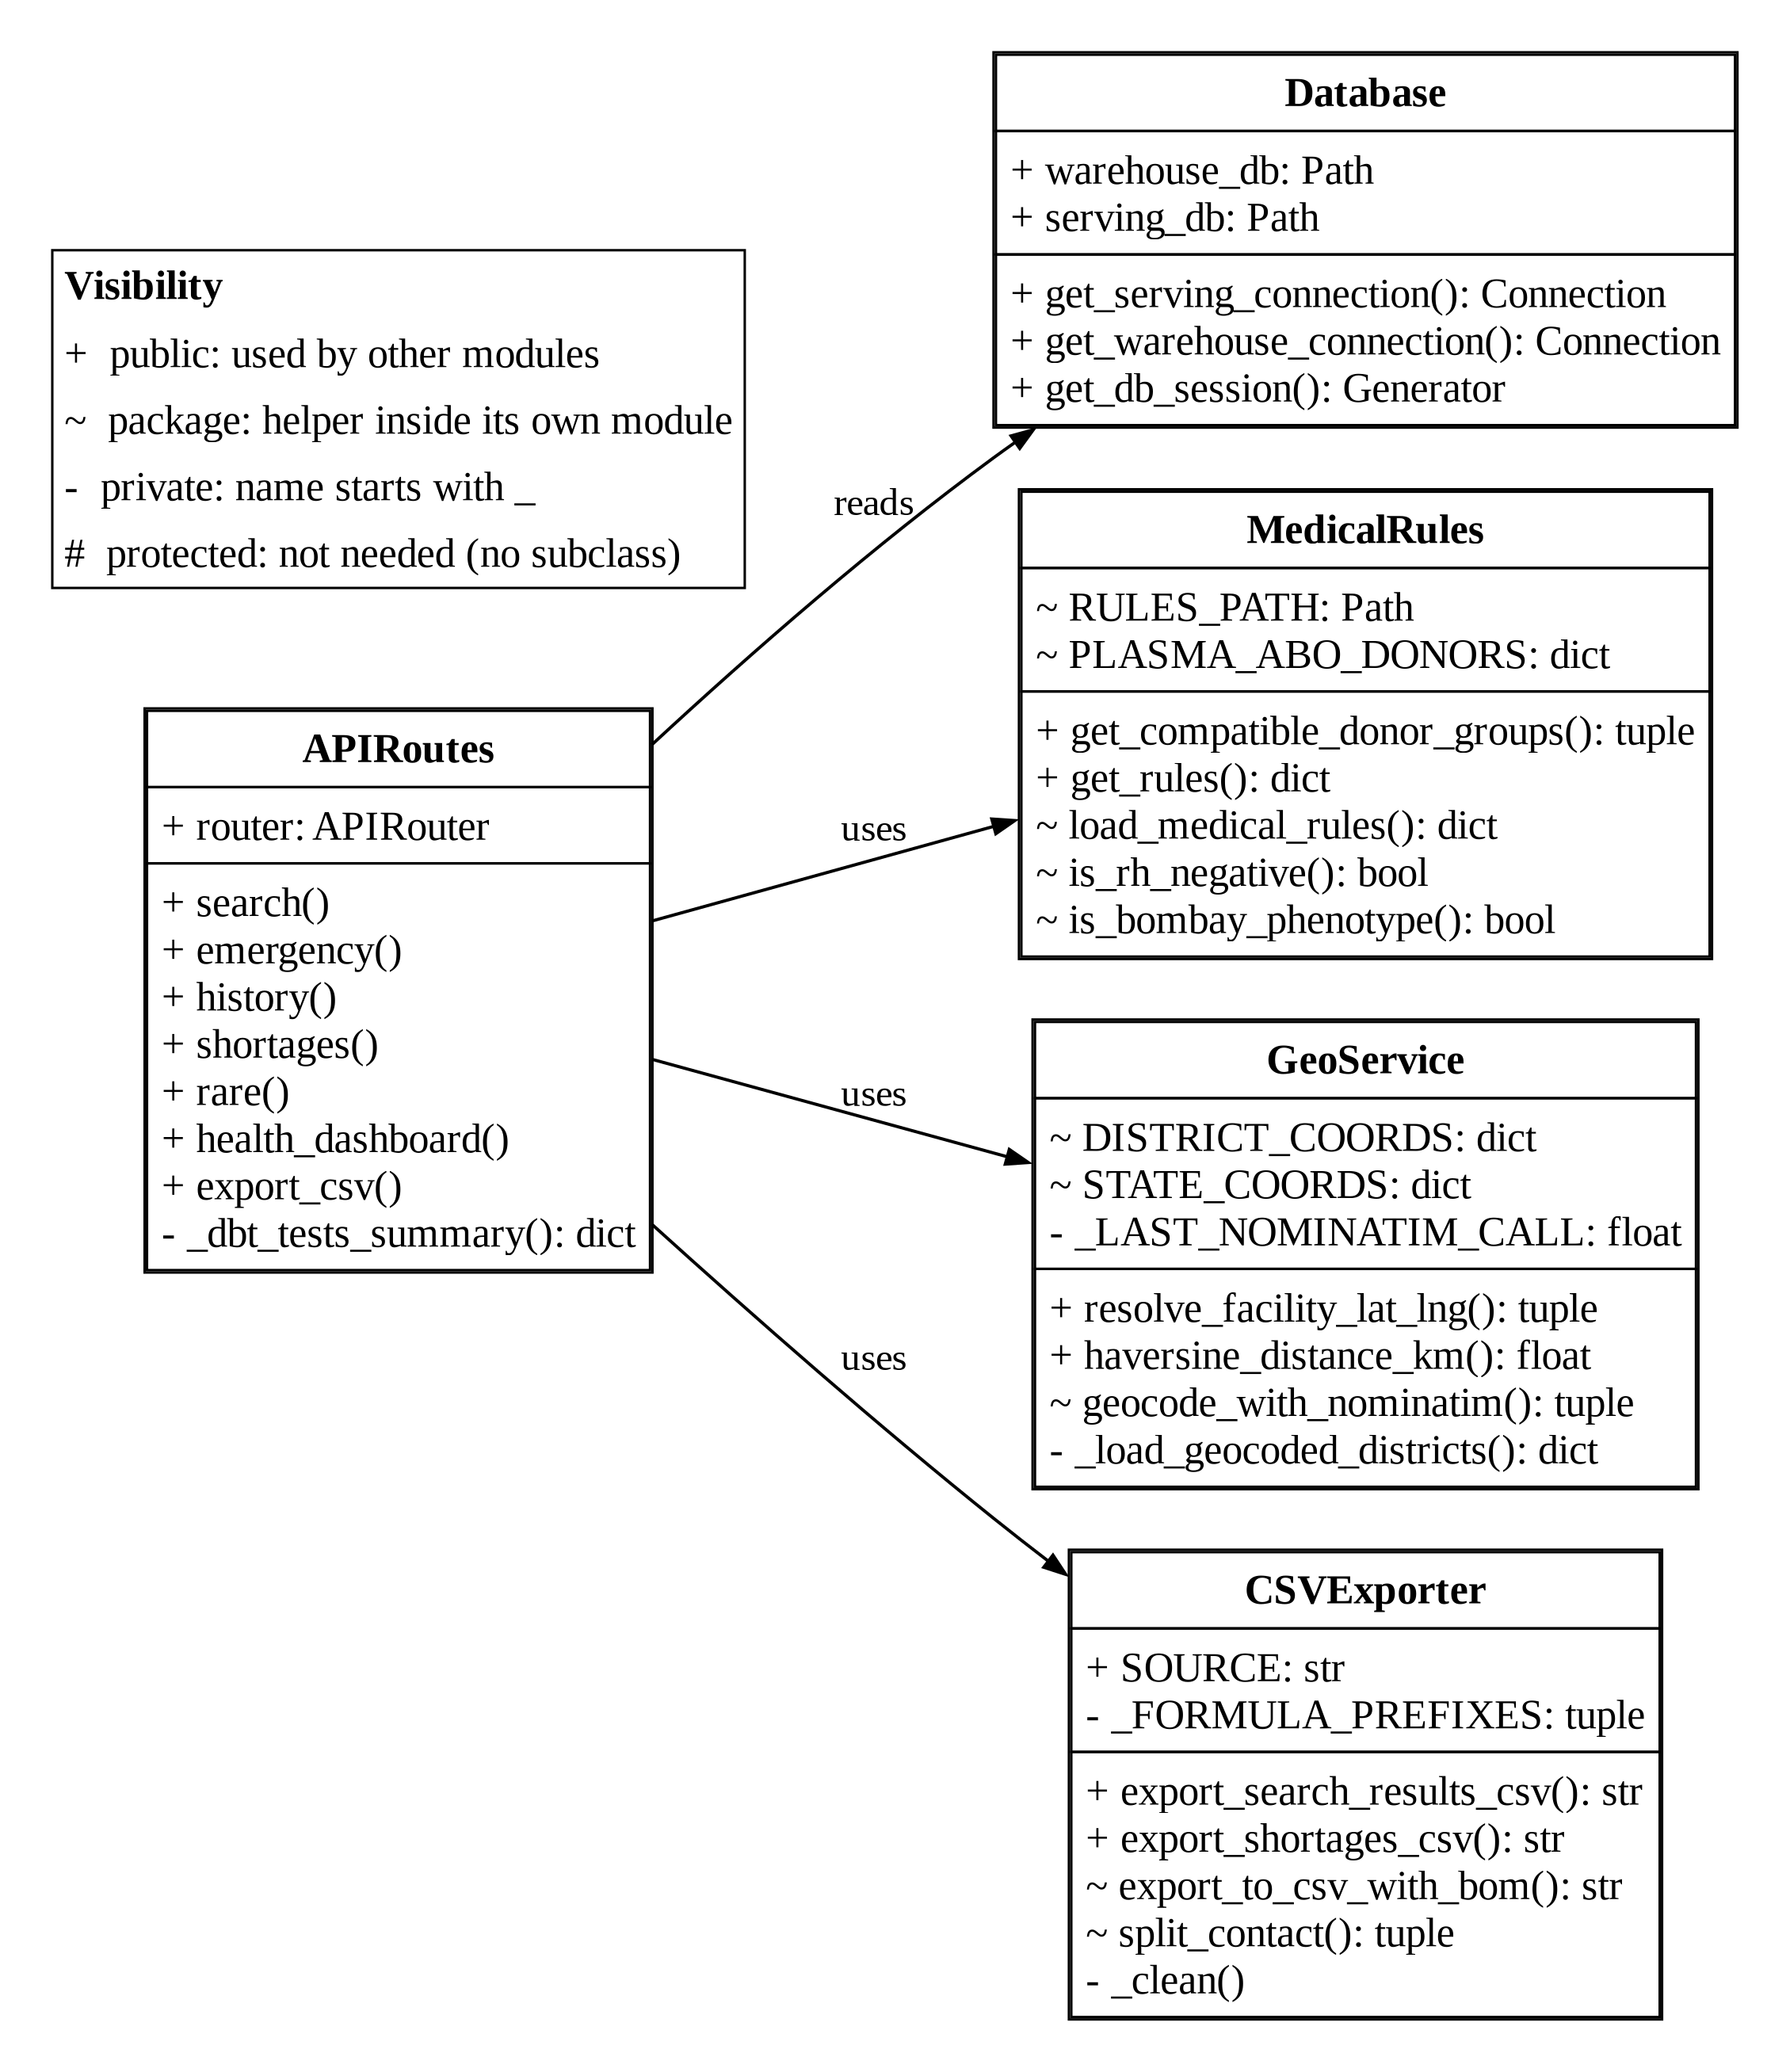 Visibility
+ public: used by other modules
~ package: helper inside its own module
- private: name starts with _
# protected: not needed (no subclass)
APIRoutes
+ router: APIRouter
+ search()
+ emergency()
+ history()
+ shortages()
+ rare()
+ health_dashboard()
+ export_csv()
- _dbt_tests_summary(): dict
reads
uses
uses
uses
Database
+ warehouse_db: Path
+ serving_db: Path
+ get_serving_connection(): Connection
+ get_warehouse_connection(): Connection
+ get_db_session(): Generator
MedicalRules
~ RULES_PATH: Path
~ PLASMA_ABO_DONORS: dict
+ get_compatible_donor_groups(): tuple
+ get_rules(): dict
~ load_medical_rules(): dict
~ is_rh_negative(): bool
~ is_bombay_phenotype(): bool
GeoService
~ DISTRICT_COORDS: dict
~ STATE_COORDS: dict
- _LAST_NOMINATIM_CALL: float
+ resolve_facility_lat_lng(): tuple
+ haversine_distance_km(): float
~ geocode_with_nominatim(): tuple
- _load_geocoded_districts(): dict
CSVExporter
+ SOURCE: str
- _FORMULA_PREFIXES: tuple
+ export_search_results_csv(): str
+ export_shortages_csv(): str
~ export_to_csv_with_bom(): str
~ split_contact(): tuple
- _clean()